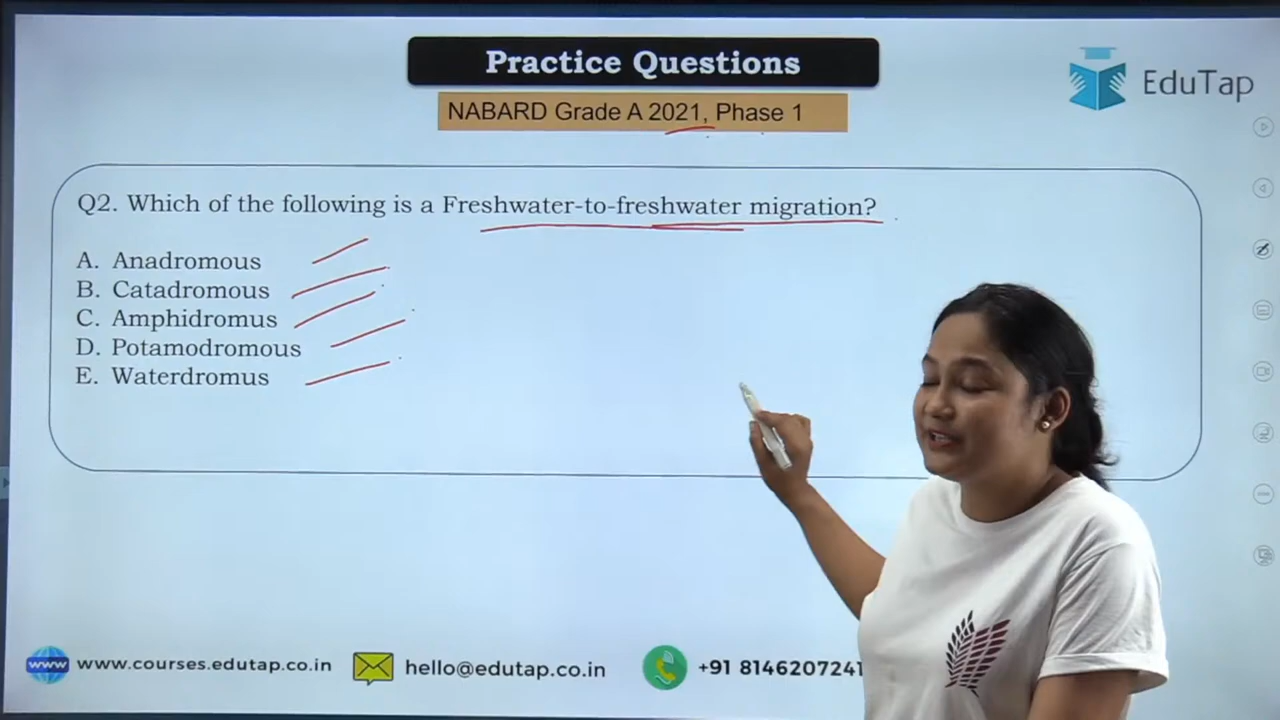 Practice Questions
EduTap
NABARD Grade A 2021, Phase 1
Q2. Which of the following is a Freshwater-to-freshwater migration?
A. Anadromous
B. Catadromous
C. Amphidromus
D. Potamodromous
E. Waterdromus
www www.courses.edutap.co.in hello@edutap.co.in +91 8146207241